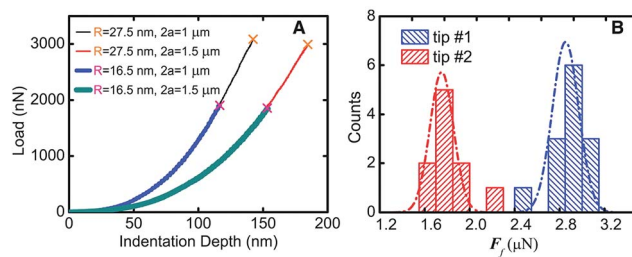 R=27.5 nm, 2a=1 μm
R=27.5 nm, 2a=1.5 μm
R=16.5 nm, 2a=1 μm
R=16.5 nm, 2a=1.5 μm
A
3000
2000
1000
0
Load (nN)
0 50 100 150 200
Indentation Depth (nm)
B
tip #1
tip #2
8
6
4
2
0
Counts
1.2 1.6 2.0 2.4 2.8 3.2
Ff (μN)